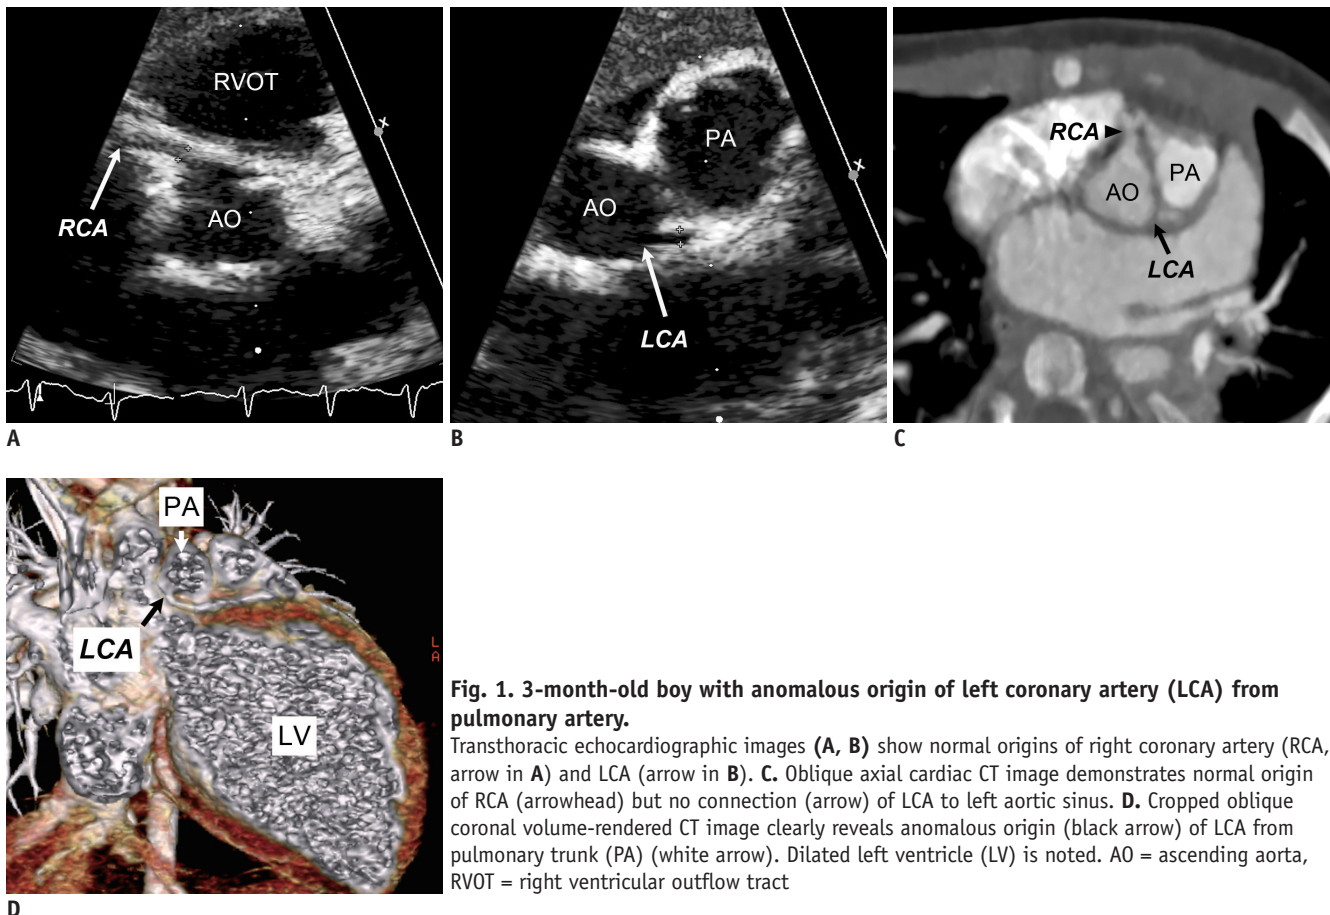 RVOT
RCA
AO
A
PA
AO
LCA
B
RCA
AO
PA
LCA
C
PA
LCA
LV
L
A
D
Fig. 1. 3-month-old boy with anomalous origin of left coronary artery (LCA) from
pulmonary artery.
Transthoracic echocardiographic images (A, B) show normal origins of right coronary artery (RCA,
arrow in A) and LCA (arrow in B). C. Oblique axial cardiac CT image demonstrates normal origin
of RCA (arrowhead) but no connection (arrow) of LCA to left aortic sinus. D. Cropped oblique
coronal volume-rendered CT image clearly reveals anomalous origin (black arrow) of LCA from
pulmonary trunk (PA) (white arrow). Dilated left ventricle (LV) is noted. AO = ascending aorta,
RVOT = right ventricular outflow tract